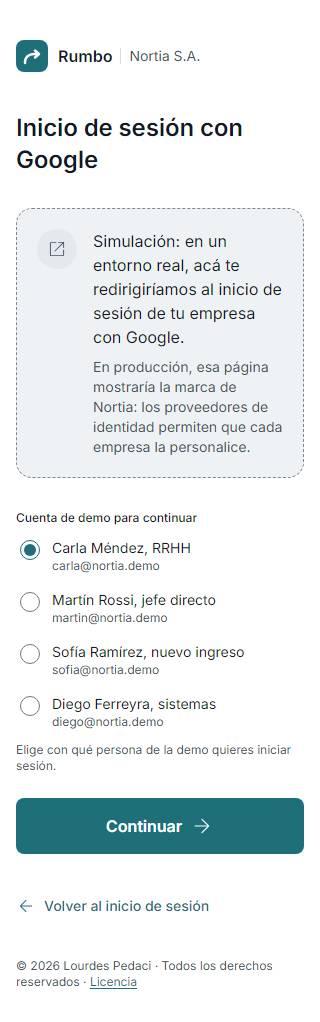 Rumbo Nortia S.A.
Inicio de sesión con
Google
Simulación: en un
entorno real, acá te
redirigiríamos al inicio de
sesión de tu empresa
con Google.
En producción, esa página
mostraría la marca de
Nortia: los proveedores de
identidad permiten que cada
empresa la personalice.
Cuenta de demo para continuar
Carla Méndez, RRHH
carla@nortia.demo
Martín Rossi, jefe directo
martin@nortia.demo
Sofía Ramírez, nuevo ingreso
sofia@nortia.demo
Diego Ferreyra, sistemas
diego@nortia.demo
Elige con qué persona de la demo quieres iniciar
sesión.
Continuar
Volver al inicio de sesión
© 2026 Lourdes Pedaci · Todos los derechos
reservados · Licencia